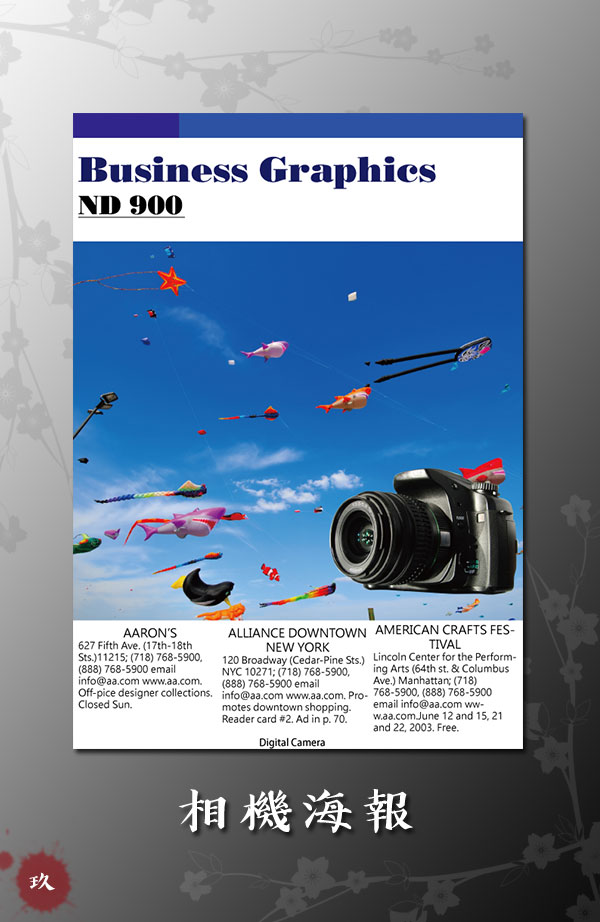 Business Graphics
ND 900
AARON'S
627 Fifth Ave. (17th-18th
Sts.)11215; (718) 768-5900,
(888) 768-5900 email
info@aa.com www.aa.com.
Off-pice designer collections.
Closed Sun.
ALLIANCE DOWNTOWN
NEW YORK
120 Broadway (Cedar-Pine Sts.)
NYC 10271; (718) 768-5900,
(888) 768-5900 email
info@aa.com www.aa.com. Pro-
motes downtown shopping.
Reader card #2. Ad in p. 70.
AMERICAN CRAFTS FES-
TIVAL
Lincoln Center for the Perform-
ing Arts (64th st. & Columbus
Ave.) Manhattan; (718)
768-5900, (888) 768-5900
email info@aa.com ww-
w.aa.com.June 12 and 15, 21
and 22, 2003. Free.
Digital Camera
相機海報
玖